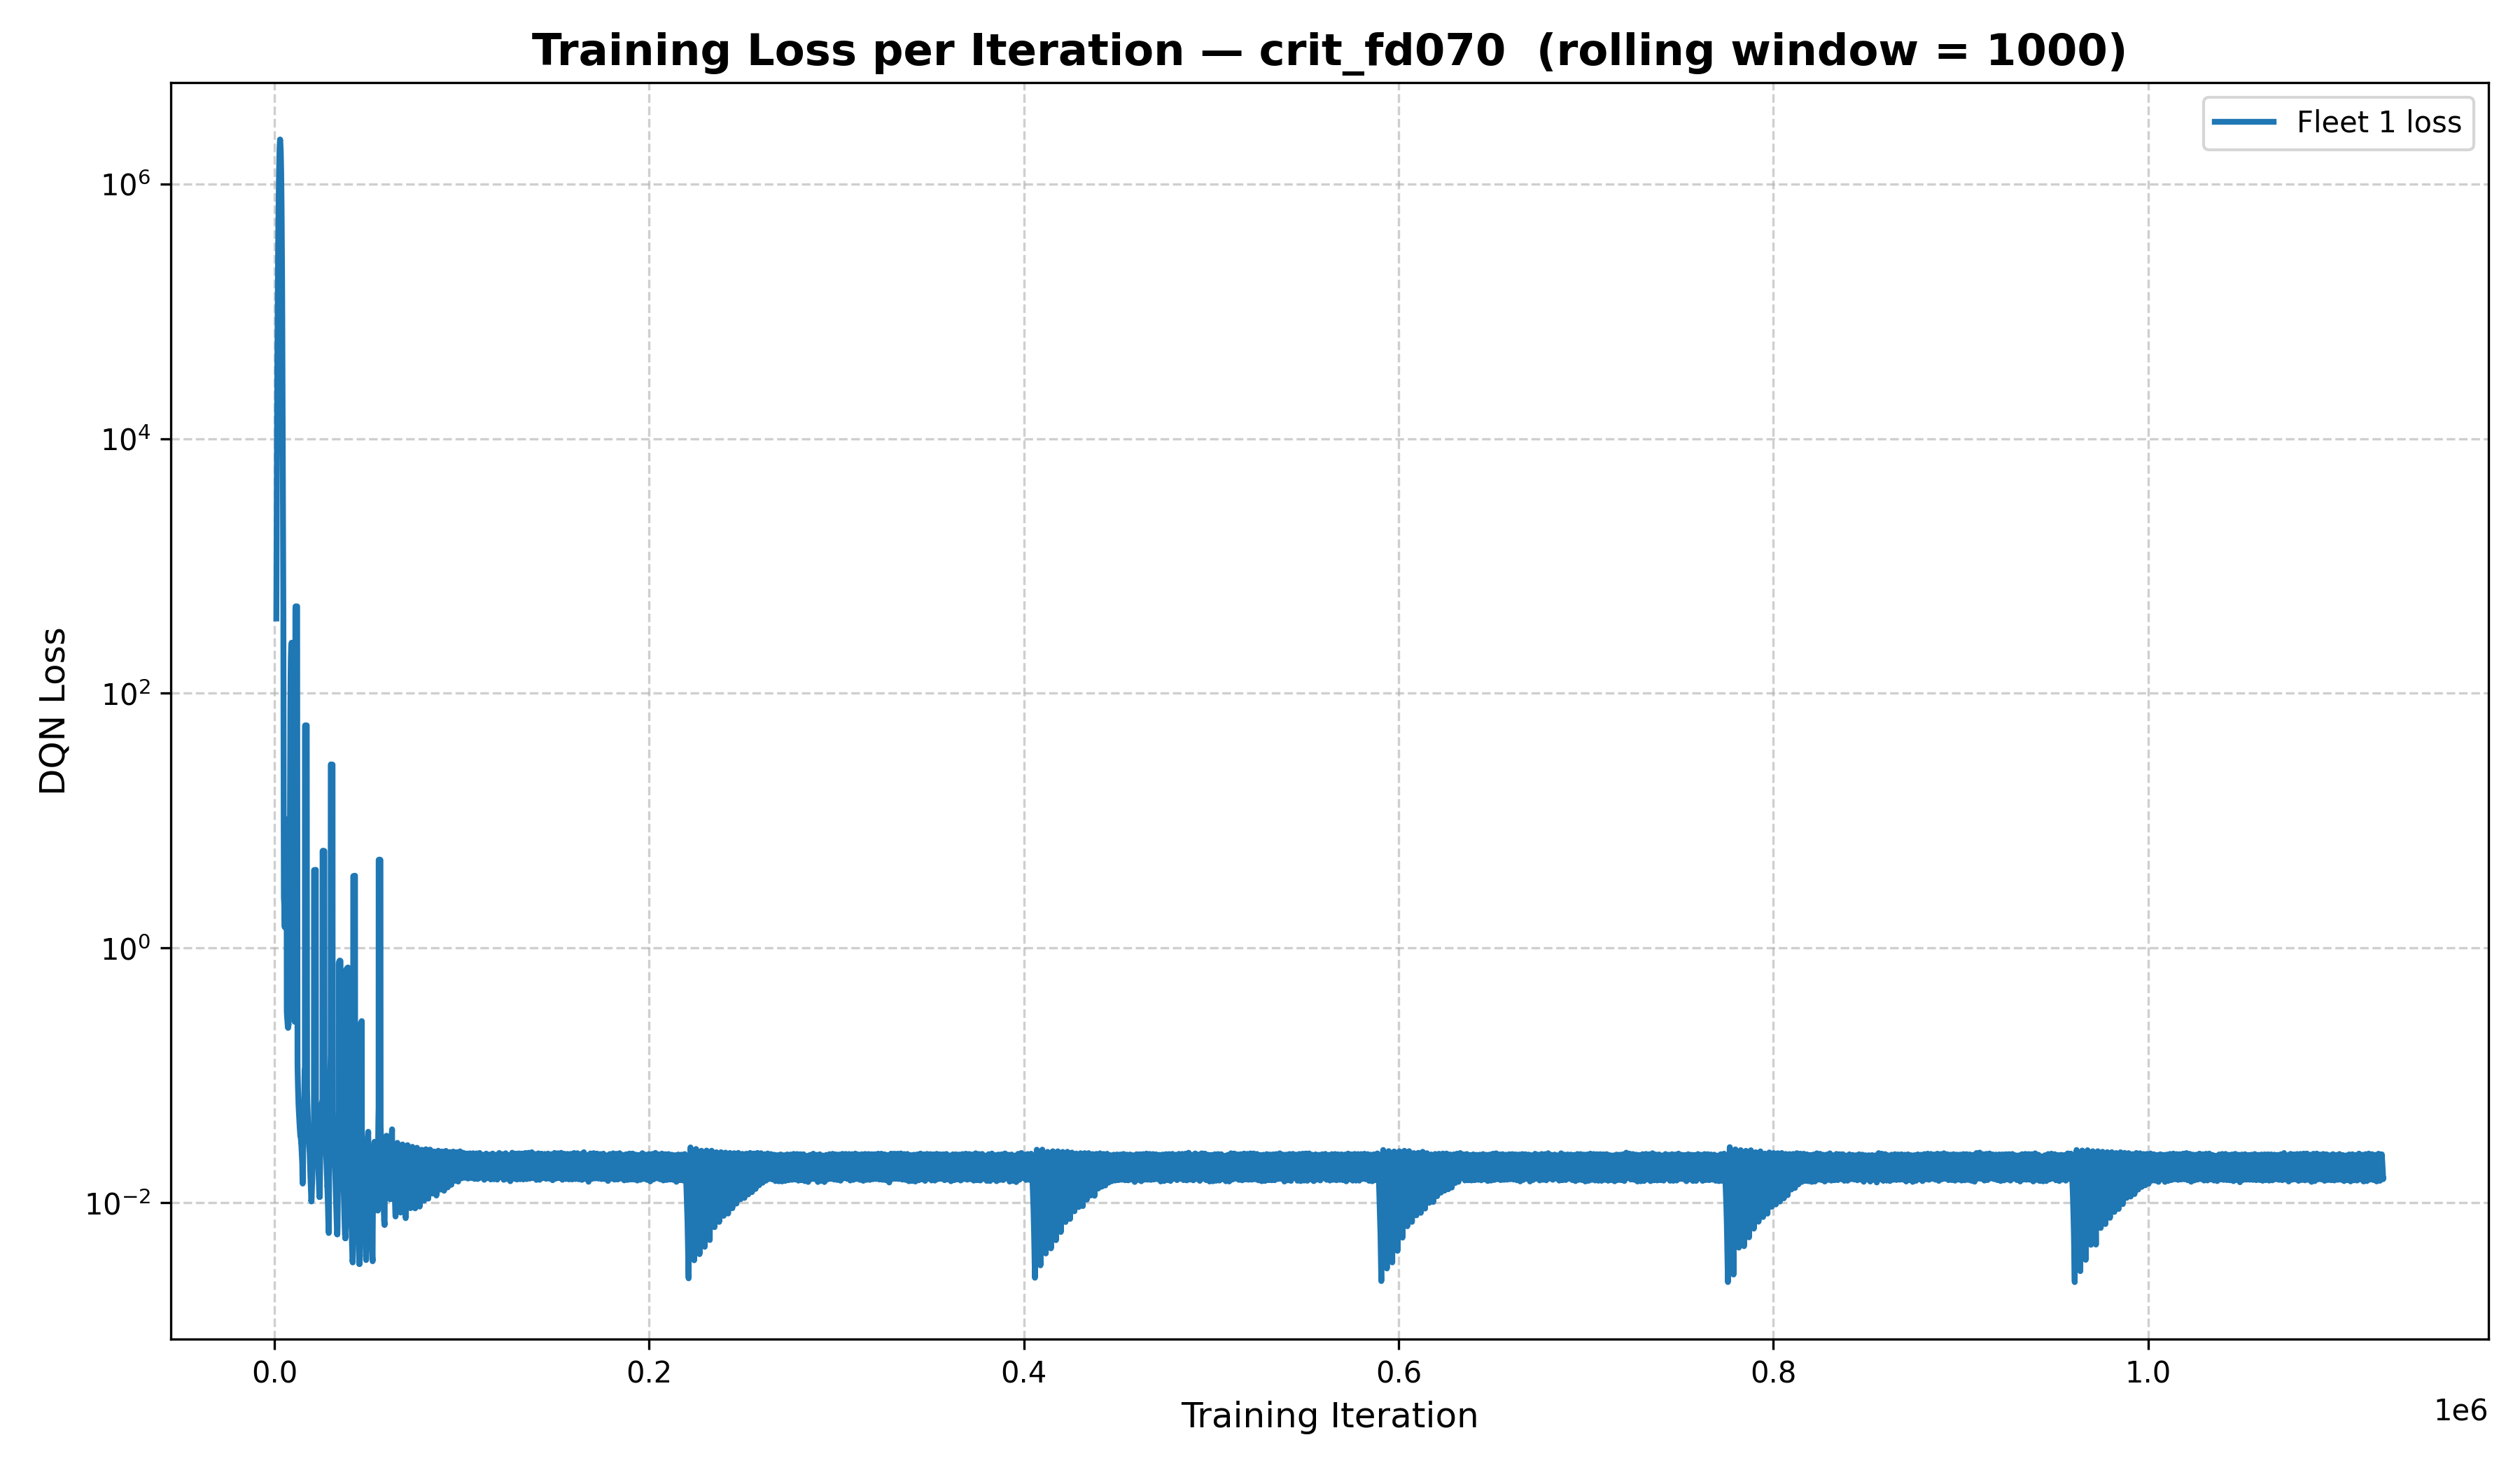 Training Loss per Iteration — crit_fd070  (rolling window = 1000)
Fleet 1 loss
DQN Loss
10^6
10^4
10^2
10^0
10^−2
0.0 0.2 0.4 0.6 0.8 1.0
1e6
Training Iteration